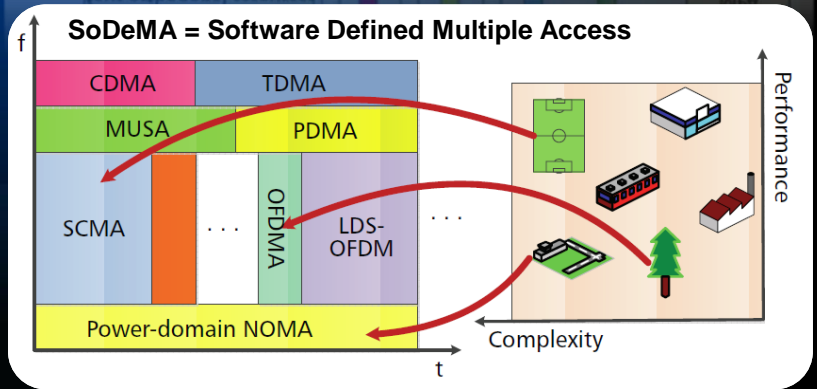 SoDeMA = Software Defined Multiple Access
f
CDMA
TDMA
MUSA
PDMA
SCMA
. . .
OFDMA
LDS-
OFDM
. . .
Power-domain NOMA
t
Performance
Complexity